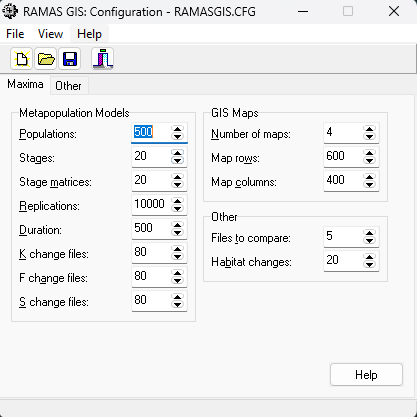 RAMAS GIS: Configuration - RAMASGIS.CFG
File View Help
Maxima Other
Metapopulation Models
Populations: 500
Stages: 20
Stage matrices: 20
Replications: 10000
Duration: 500
K change files: 80
F change files: 80
S change files: 80
GIS Maps
Number of maps: 4
Map rows: 600
Map columns: 400
Other
Files to compare: 5
Habitat changes: 20
Help